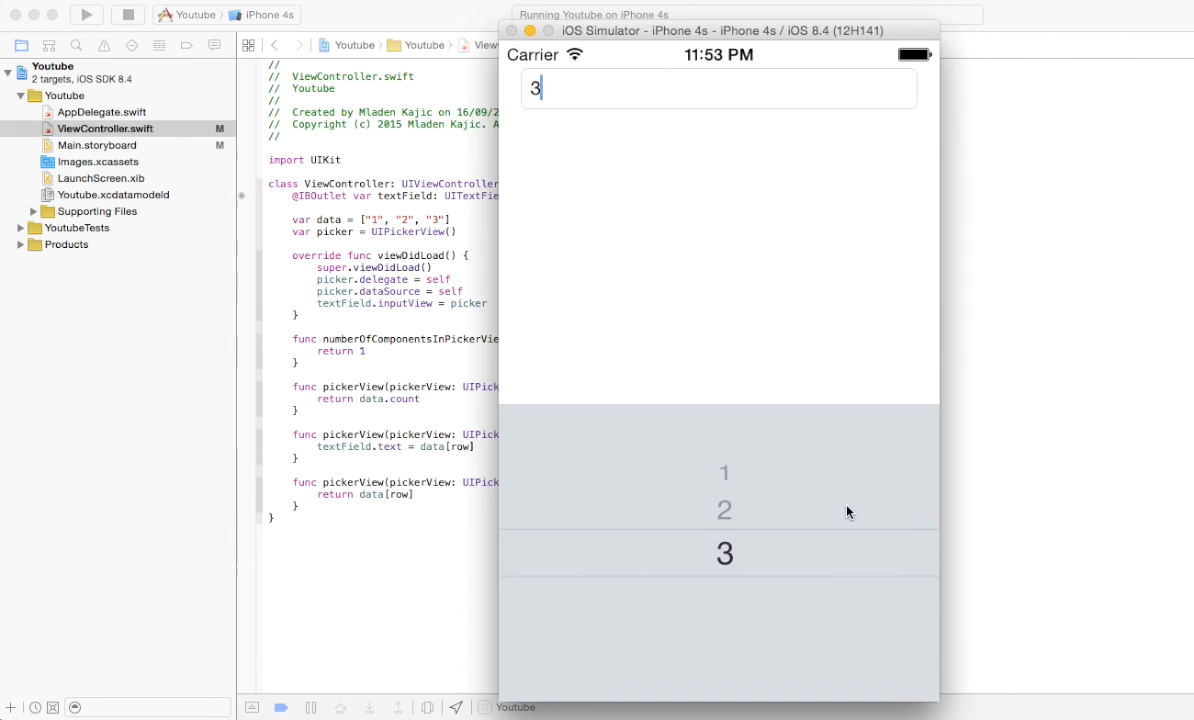 Youtube iPhone 4s
Running Youtube on iPhone 4s
iOS Simulator - iPhone 4s - iPhone 4s / iOS 8.4 (12H141)
Youtube Youtube View
Youtube
2 targets, iOS SDK 8.4
Youtube
AppDelegate.swift
ViewController.swift M
Main.storyboard M
Images.xcassets
LaunchScreen.xib
Youtube.xcdatamodeld
Supporting Files
YoutubeTests
Products
//
// ViewController.swift
// Youtube
//
// Created by Mladen Kajic on 16/09/2
// Copyright (c) 2015 Mladen Kajic. A
//
import UIKit
class ViewController: UIViewController
@IBOutlet var textField: UITextFie
var data = ["1", "2", "3"]
var picker = UIPickerView()
override func viewDidLoad() {
super.viewDidLoad()
picker.delegate = self
picker.dataSource = self
textField.inputView = picker
}
func numberOfComponentsInPickerVie
return 1
}
func pickerView(pickerView: UIPick
return data.count
}
func pickerView(pickerView: UIPick
textField.text = data[row]
}
func pickerView(pickerView: UIPick
return data[row]
}
}
Carrier 11:53 PM
3
1
2
3
Youtube